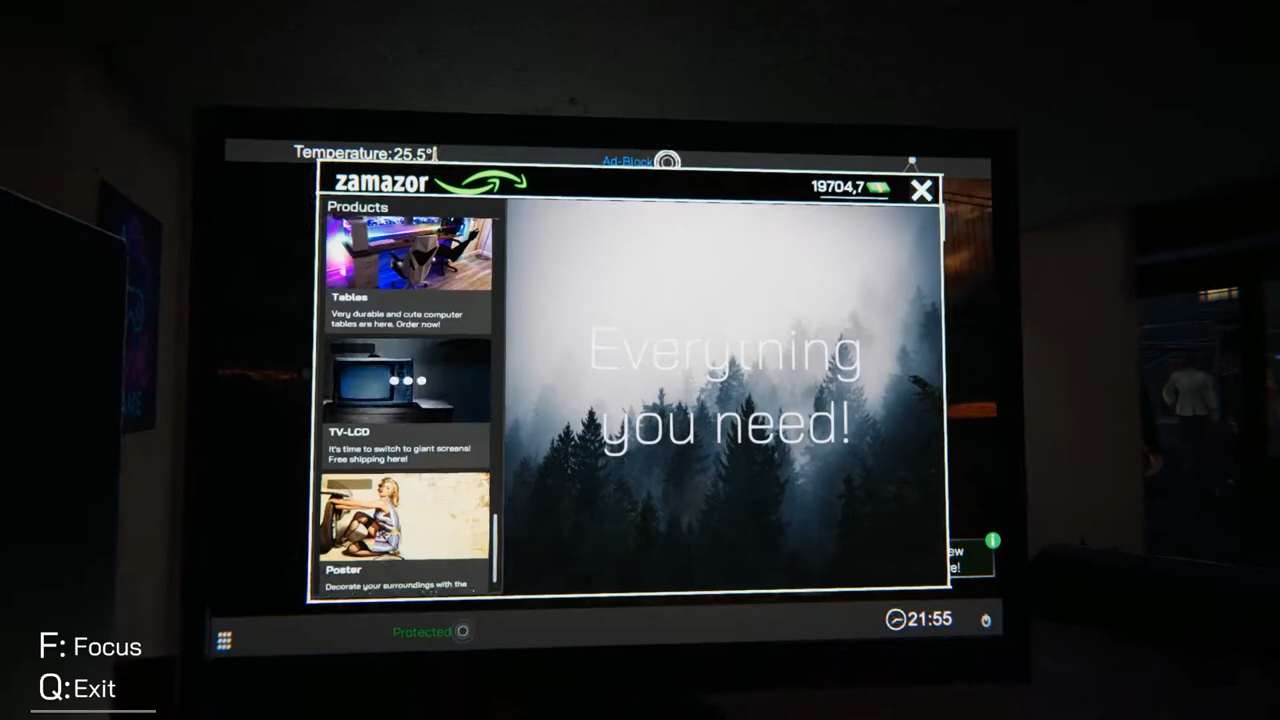 Temperature:25.5°
Ad-Block
zamazor
19704,7
Products
Tables
Very durable and cute computer
tables are here. Order now!
TV-LCD
It's time to switch to giant screens!
Free shipping here!
Poster
Decorate your surroundings with the
Everything
you need!
Protected
21:55
F: Focus
Q:Exit